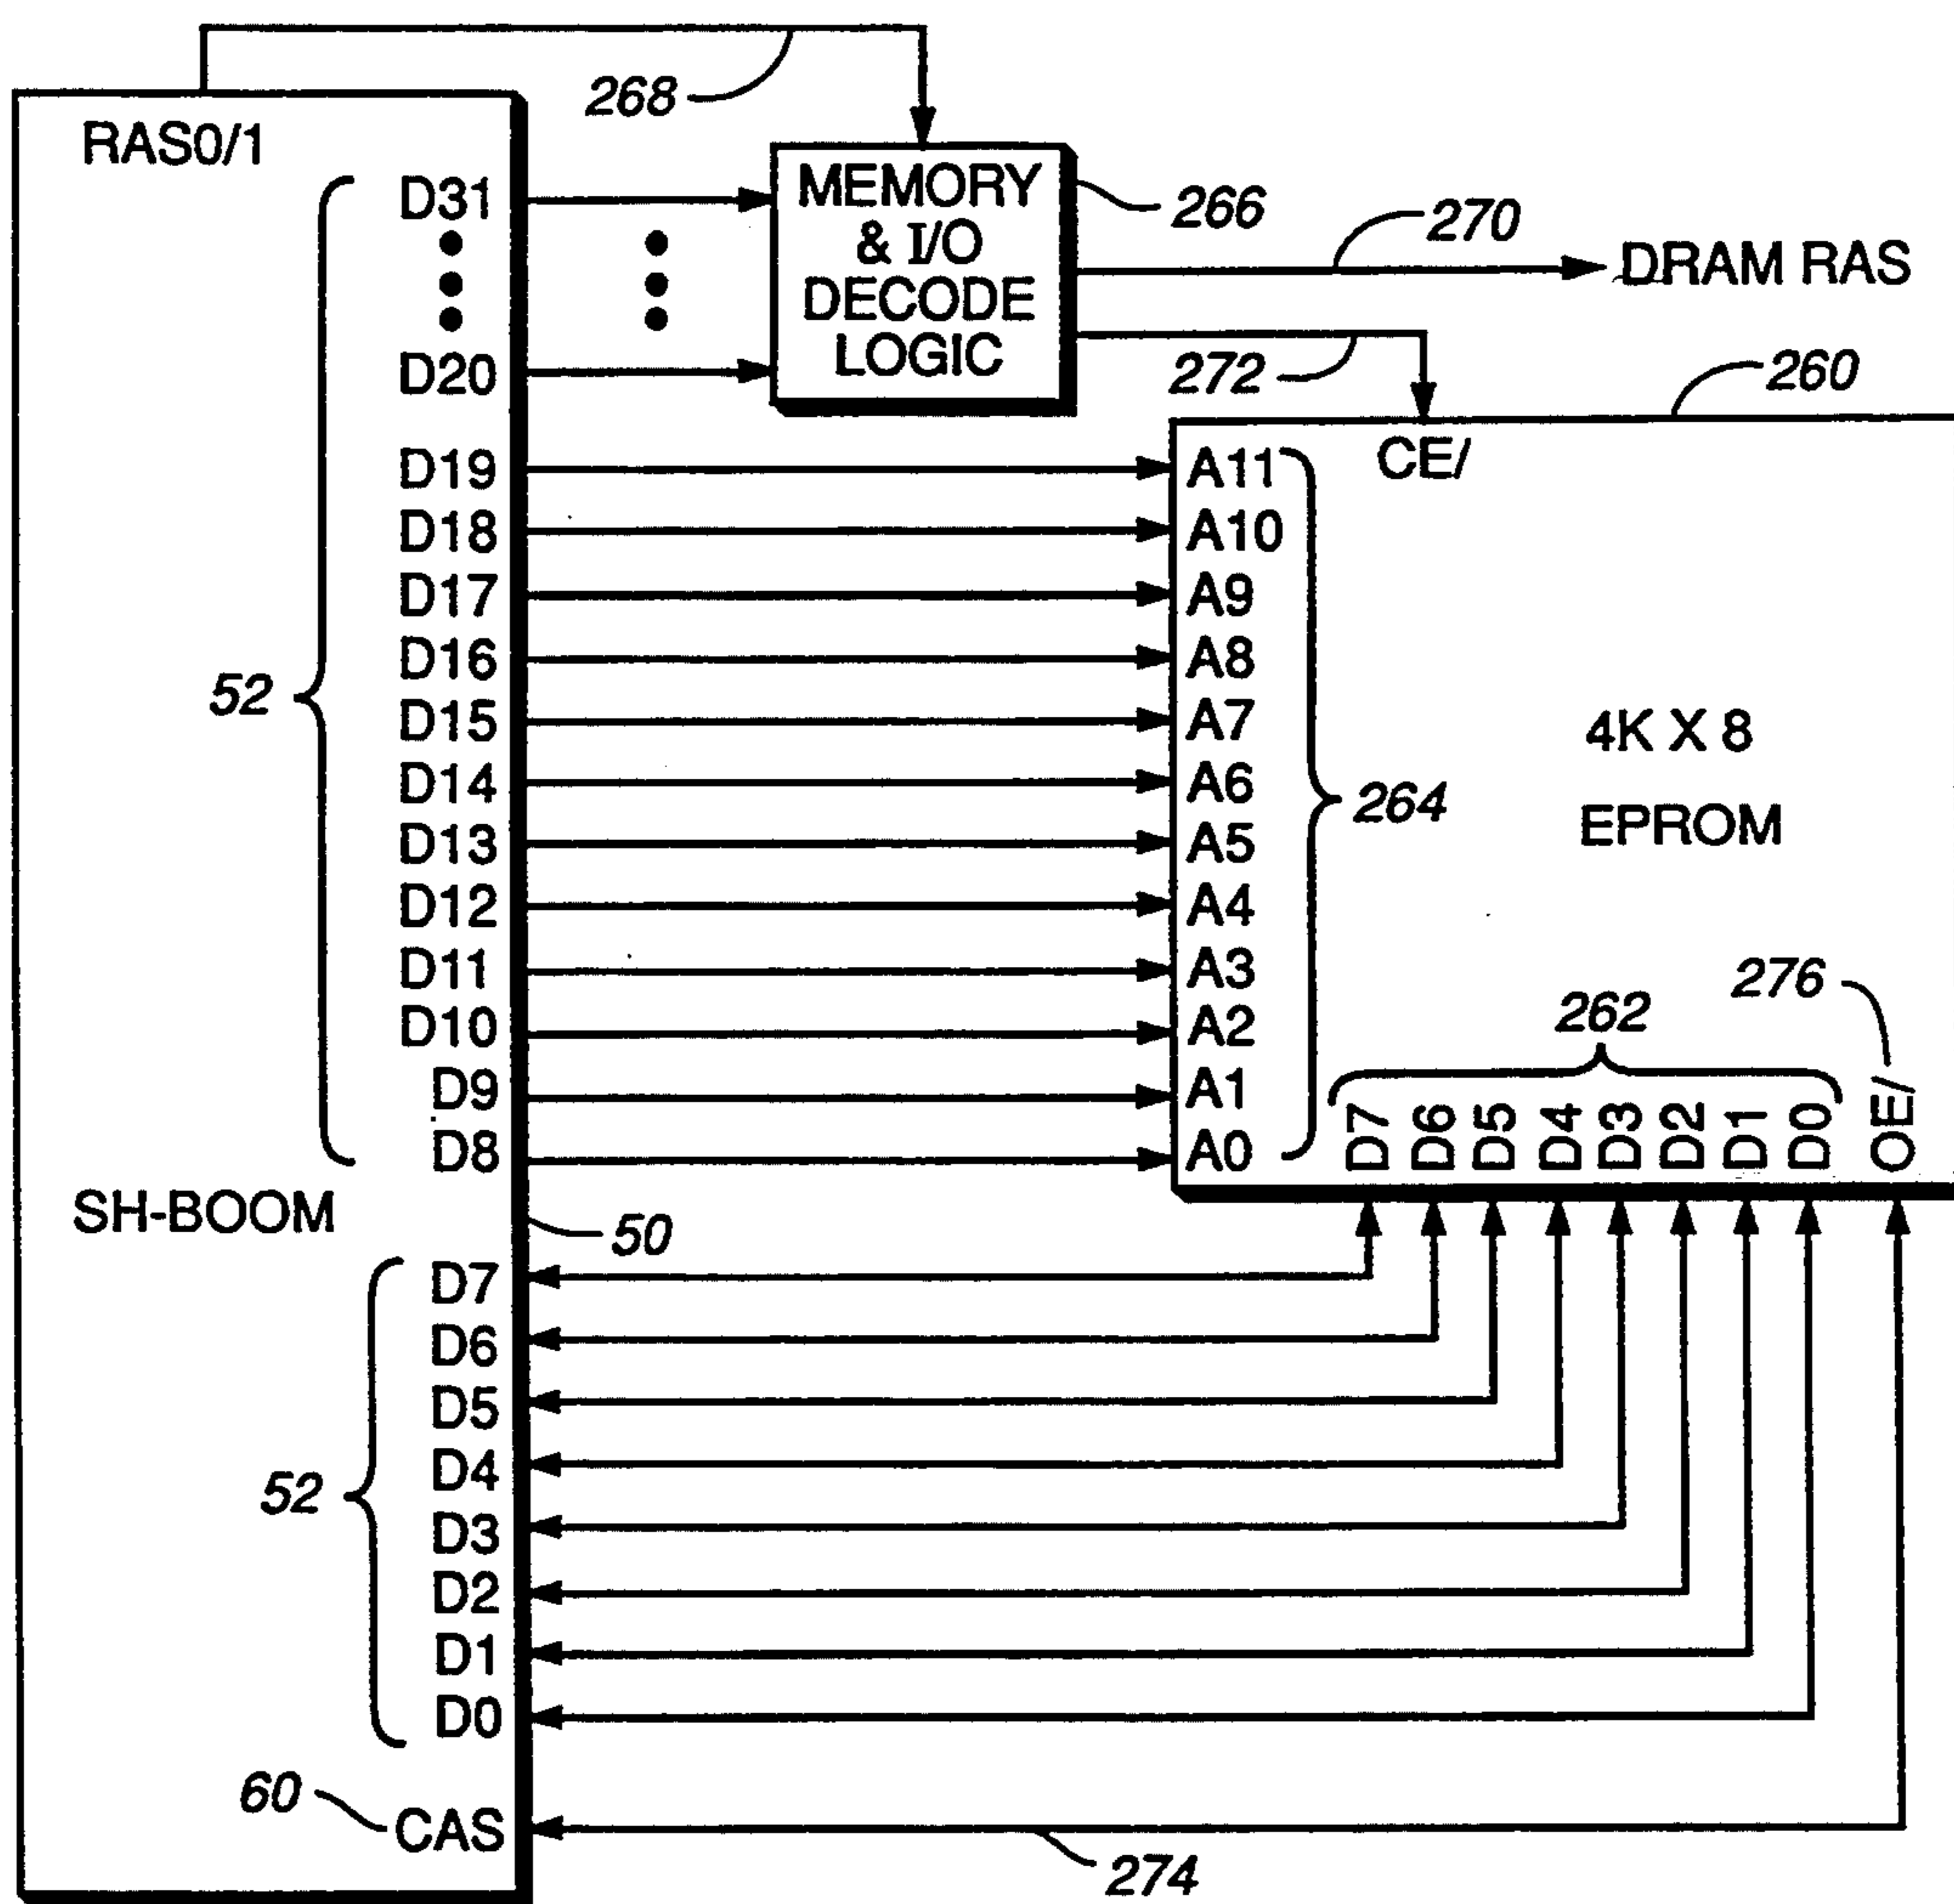 268
RAS0/1
D31
D20
MEMORY
& I/O
DECODE
LOGIC
266
270
DRAM RAS
272
260
CE/
D19
D18
D17
D16
D15
D14
D13
D12
D11
D10
D9
D8
52
A11
A10
A9
A8
A7
A6
A5
A4
A3
A2
A1
A0
264
4K X 8
EPROM
276
262
D7
D6
D5
D4
D3
D2
D1
D0
OE/
SH-BOOM
50
D7
D6
D5
D4
D3
D2
D1
D0
52
60
CAS
274